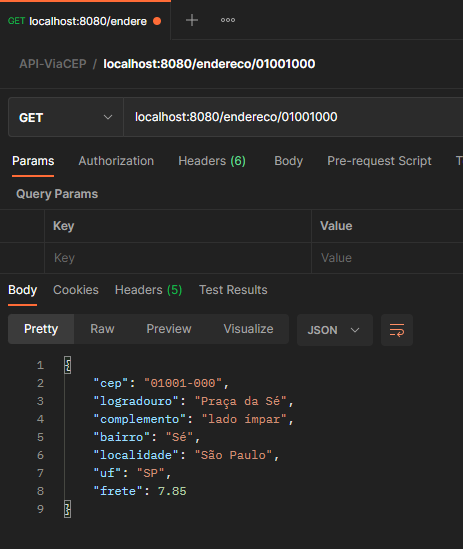 GET localhost:8080/endere
API-ViaCEP / localhost:8080/endereco/01001000
GET localhost:8080/endereco/01001000
Params Authorization Headers (6) Body Pre-request Script T
Query Params
Key Value
Key Value
Body Cookies Headers (5) Test Results
Pretty Raw Preview Visualize JSON
1 {
2 "cep": "01001-000",
3 "logradouro": "Praça da Sé",
4 "complemento": "lado ímpar",
5 "bairro": "Sé",
6 "localidade": "São Paulo",
7 "uf": "SP",
8 "frete": 7.85
9 }